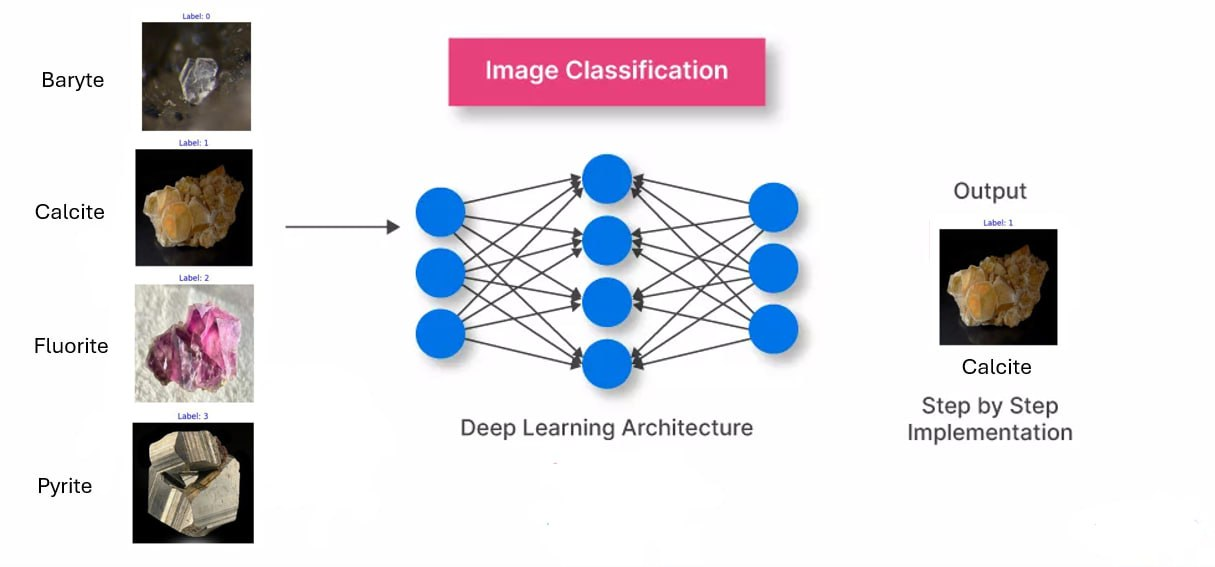 Label: 0
Baryte
Label: 1
Calcite
Label: 2
Fluorite
Label: 3
Pyrite
Image Classification
Deep Learning Architecture
Output
Label: 1
Calcite
Step by Step
Implementation